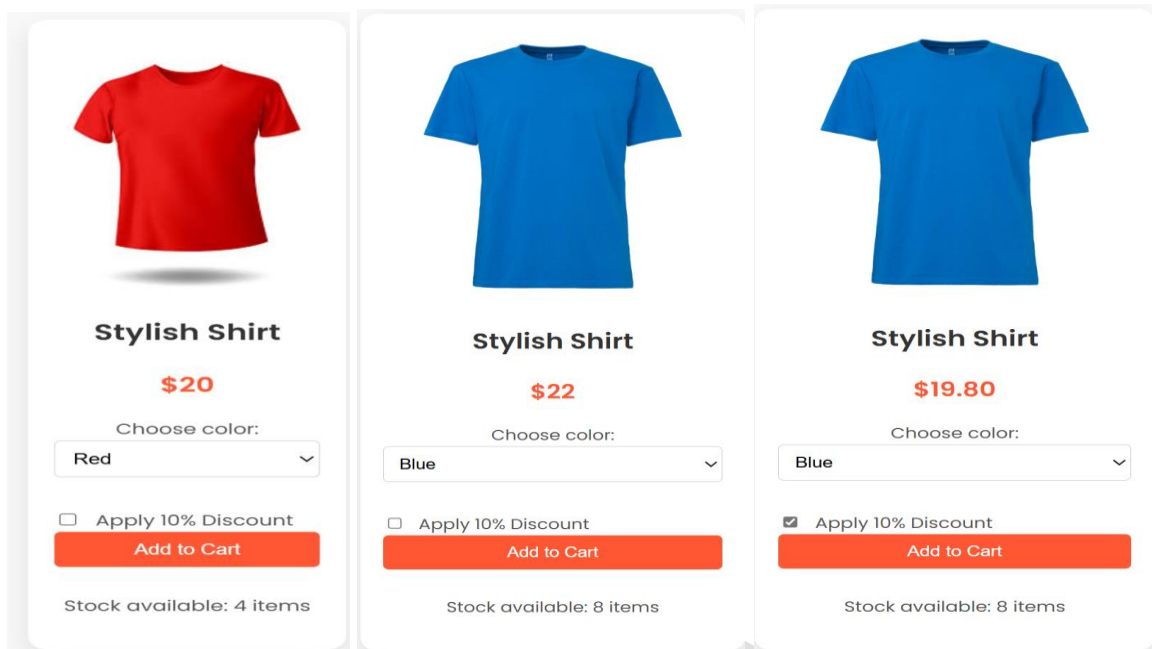 Stylish Shirt
$20
Choose color:
Red
Apply 10% Discount
Add to Cart
Stock available: 4 items
Stylish Shirt
$22
Choose color:
Blue
Apply 10% Discount
Add to Cart
Stock available: 8 items
Stylish Shirt
$19.80
Choose color:
Blue
Apply 10% Discount
Add to Cart
Stock available: 8 items